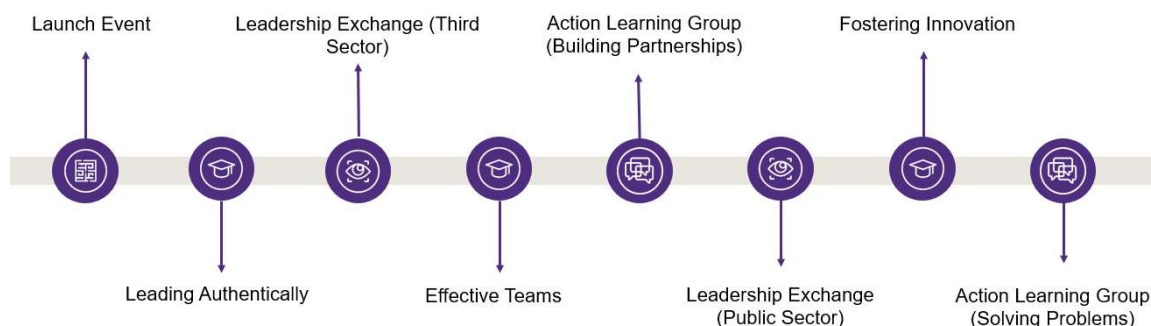 Launch Event
Leadership Exchange (Third
Sector)
Action Learning Group
(Building Partnerships)
Fostering Innovation
Leading Authentically
Effective Teams
Leadership Exchange
(Public Sector)
Action Learning Group
(Solving Problems)